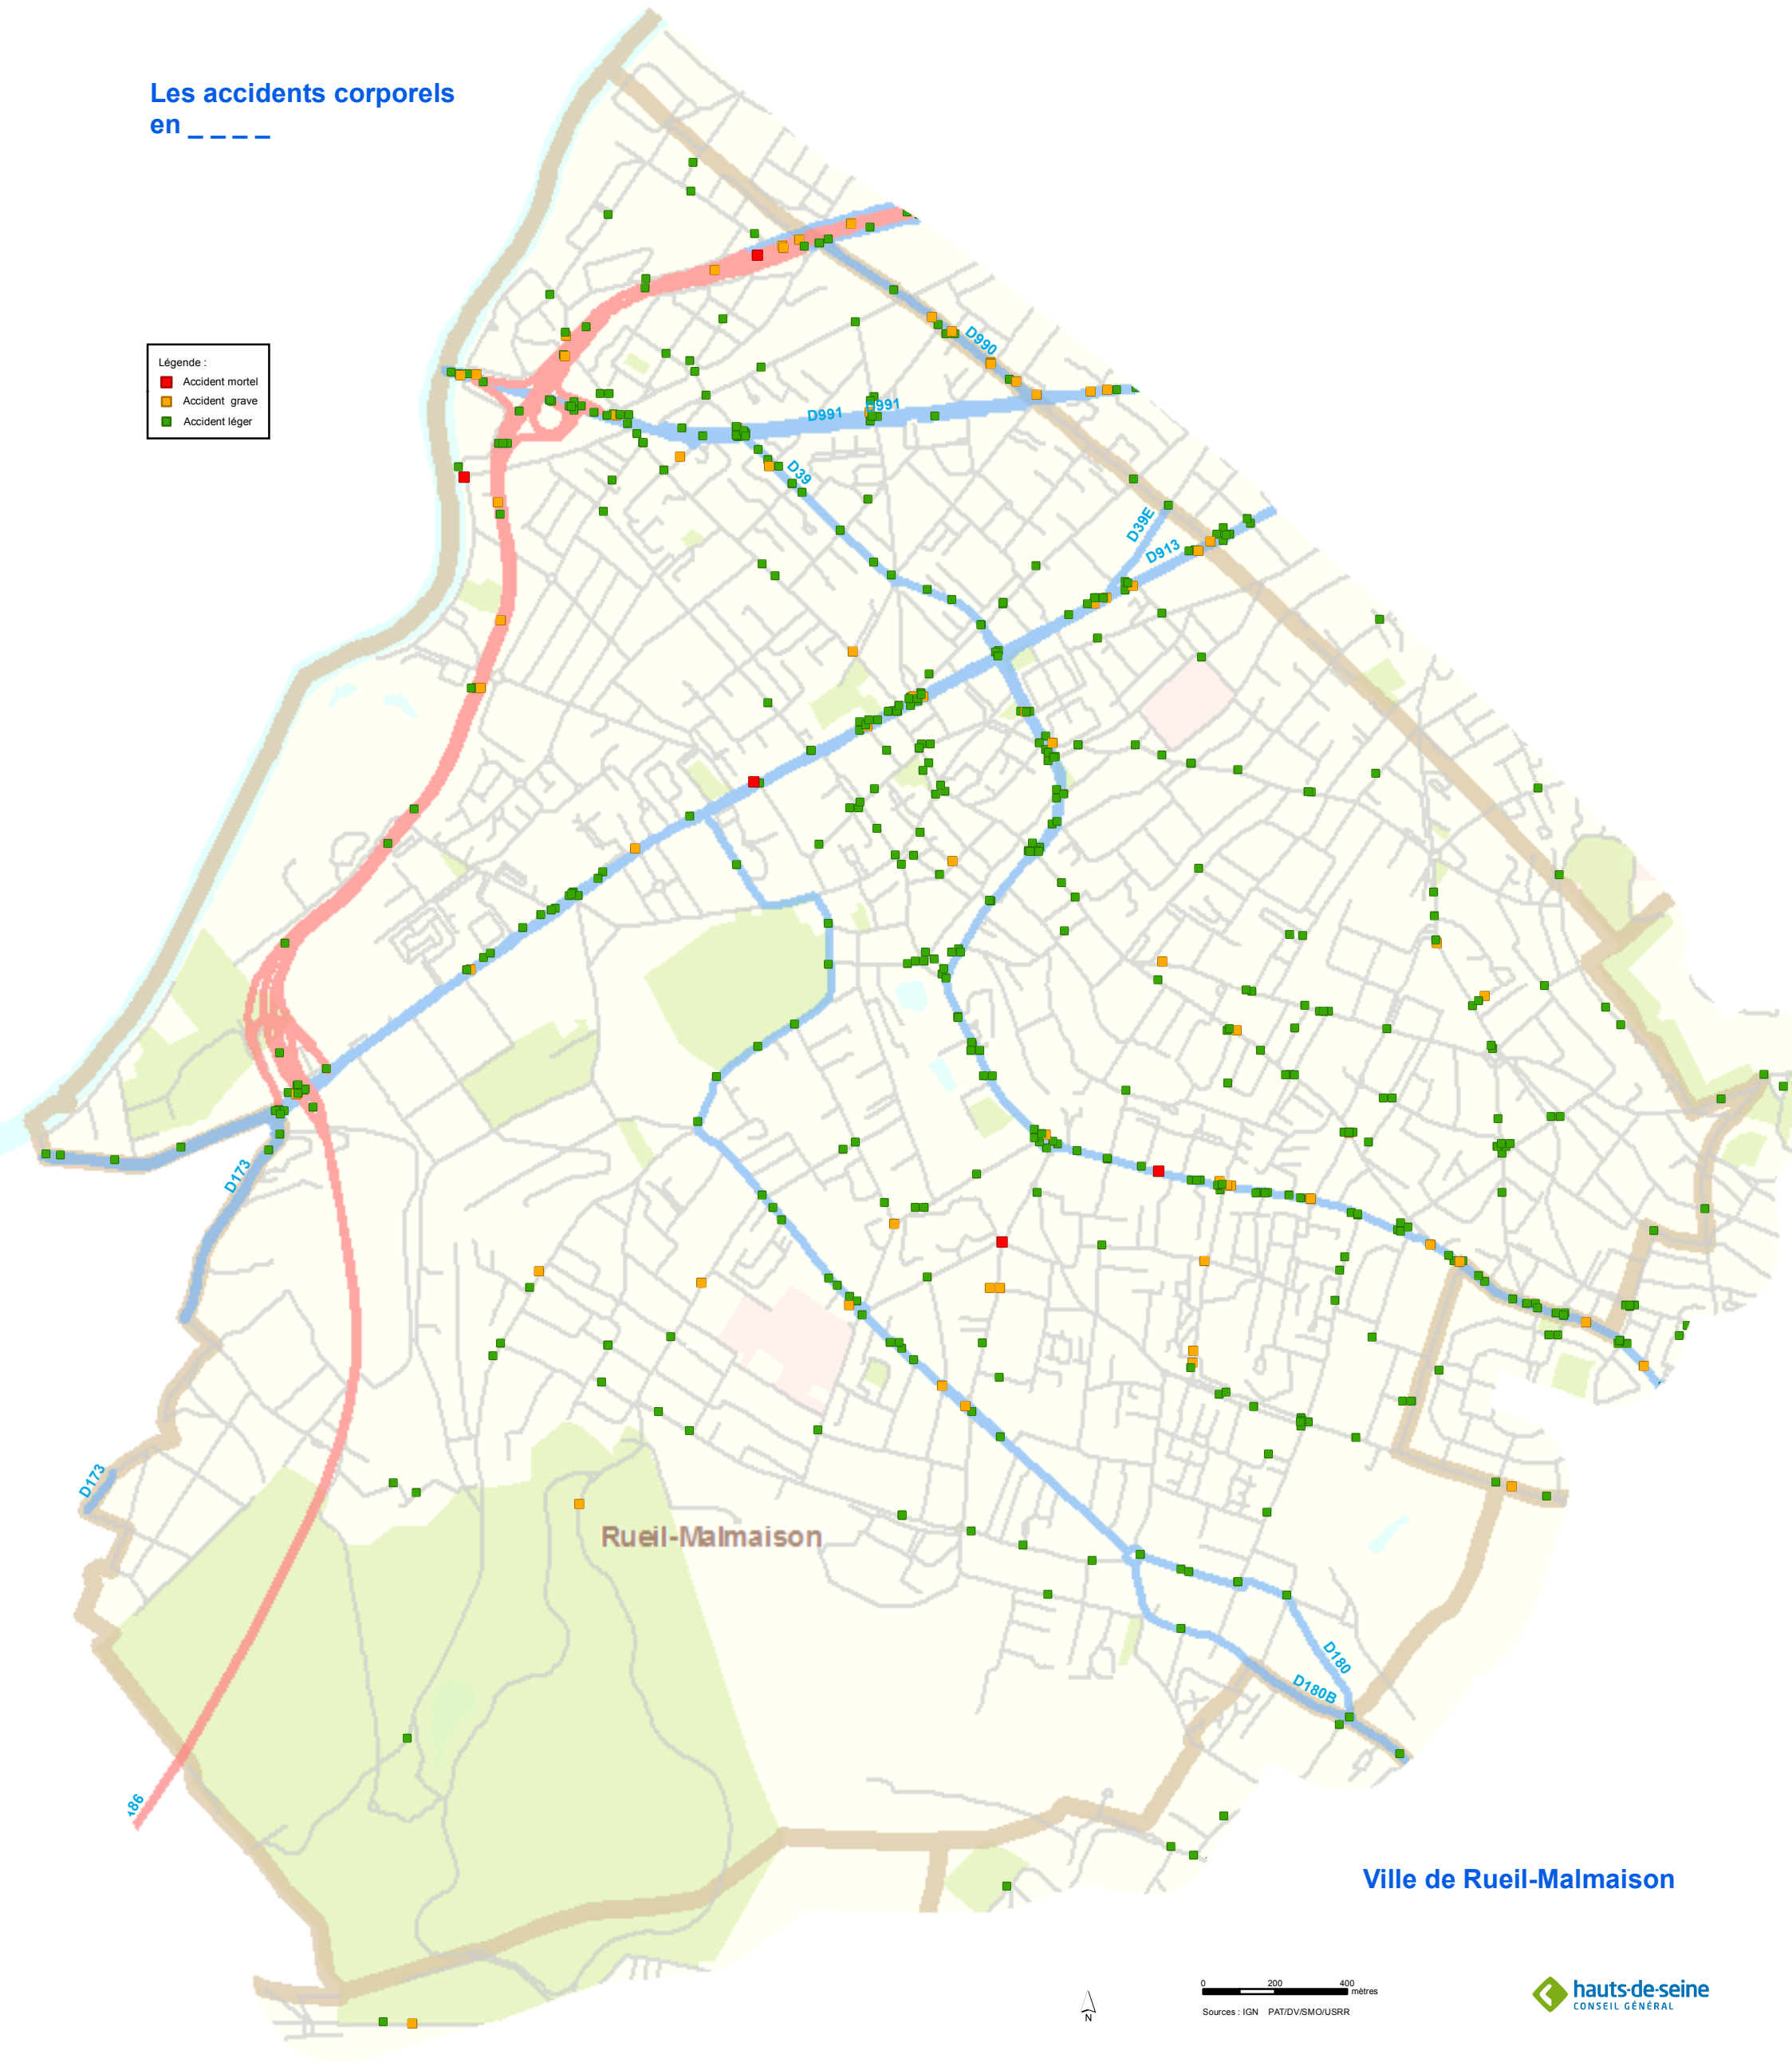 Les accidents corporels
en _ _ _ _
Légende :
Accident mortel
Accident grave
Accident léger
D990
D991
D991
D39
D39E
D913
D173
D173
Rueil-Malmaison
D180
D180B
A86
Ville de Rueil-Malmaison
0 200 400
mètres
Sources : IGN PAT/DV/SMO/USRR
N
hauts-de-seine
CONSEIL GÉNÉRAL